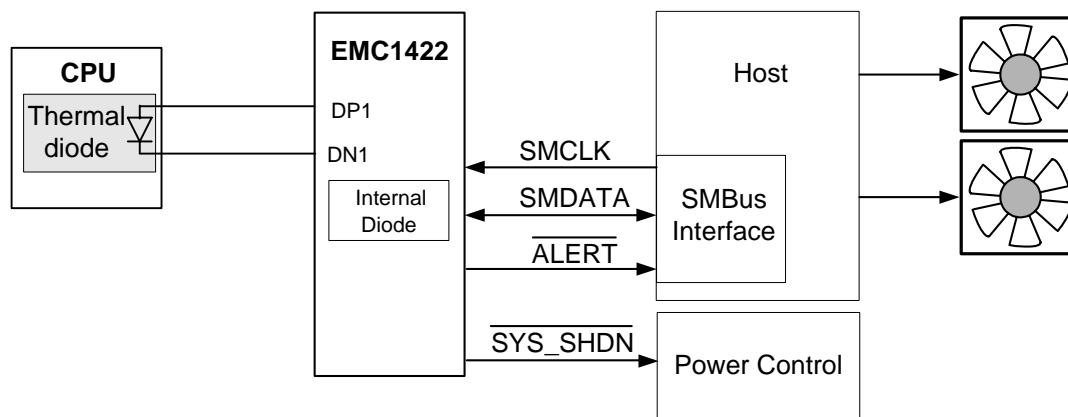 CPU
Thermal
diode
EMC1422
DP1
DN1
Internal
Diode
SMCLK
SMDATA
ALERT
SYS_SHDN
Host
SMBus
Interface
Power Control